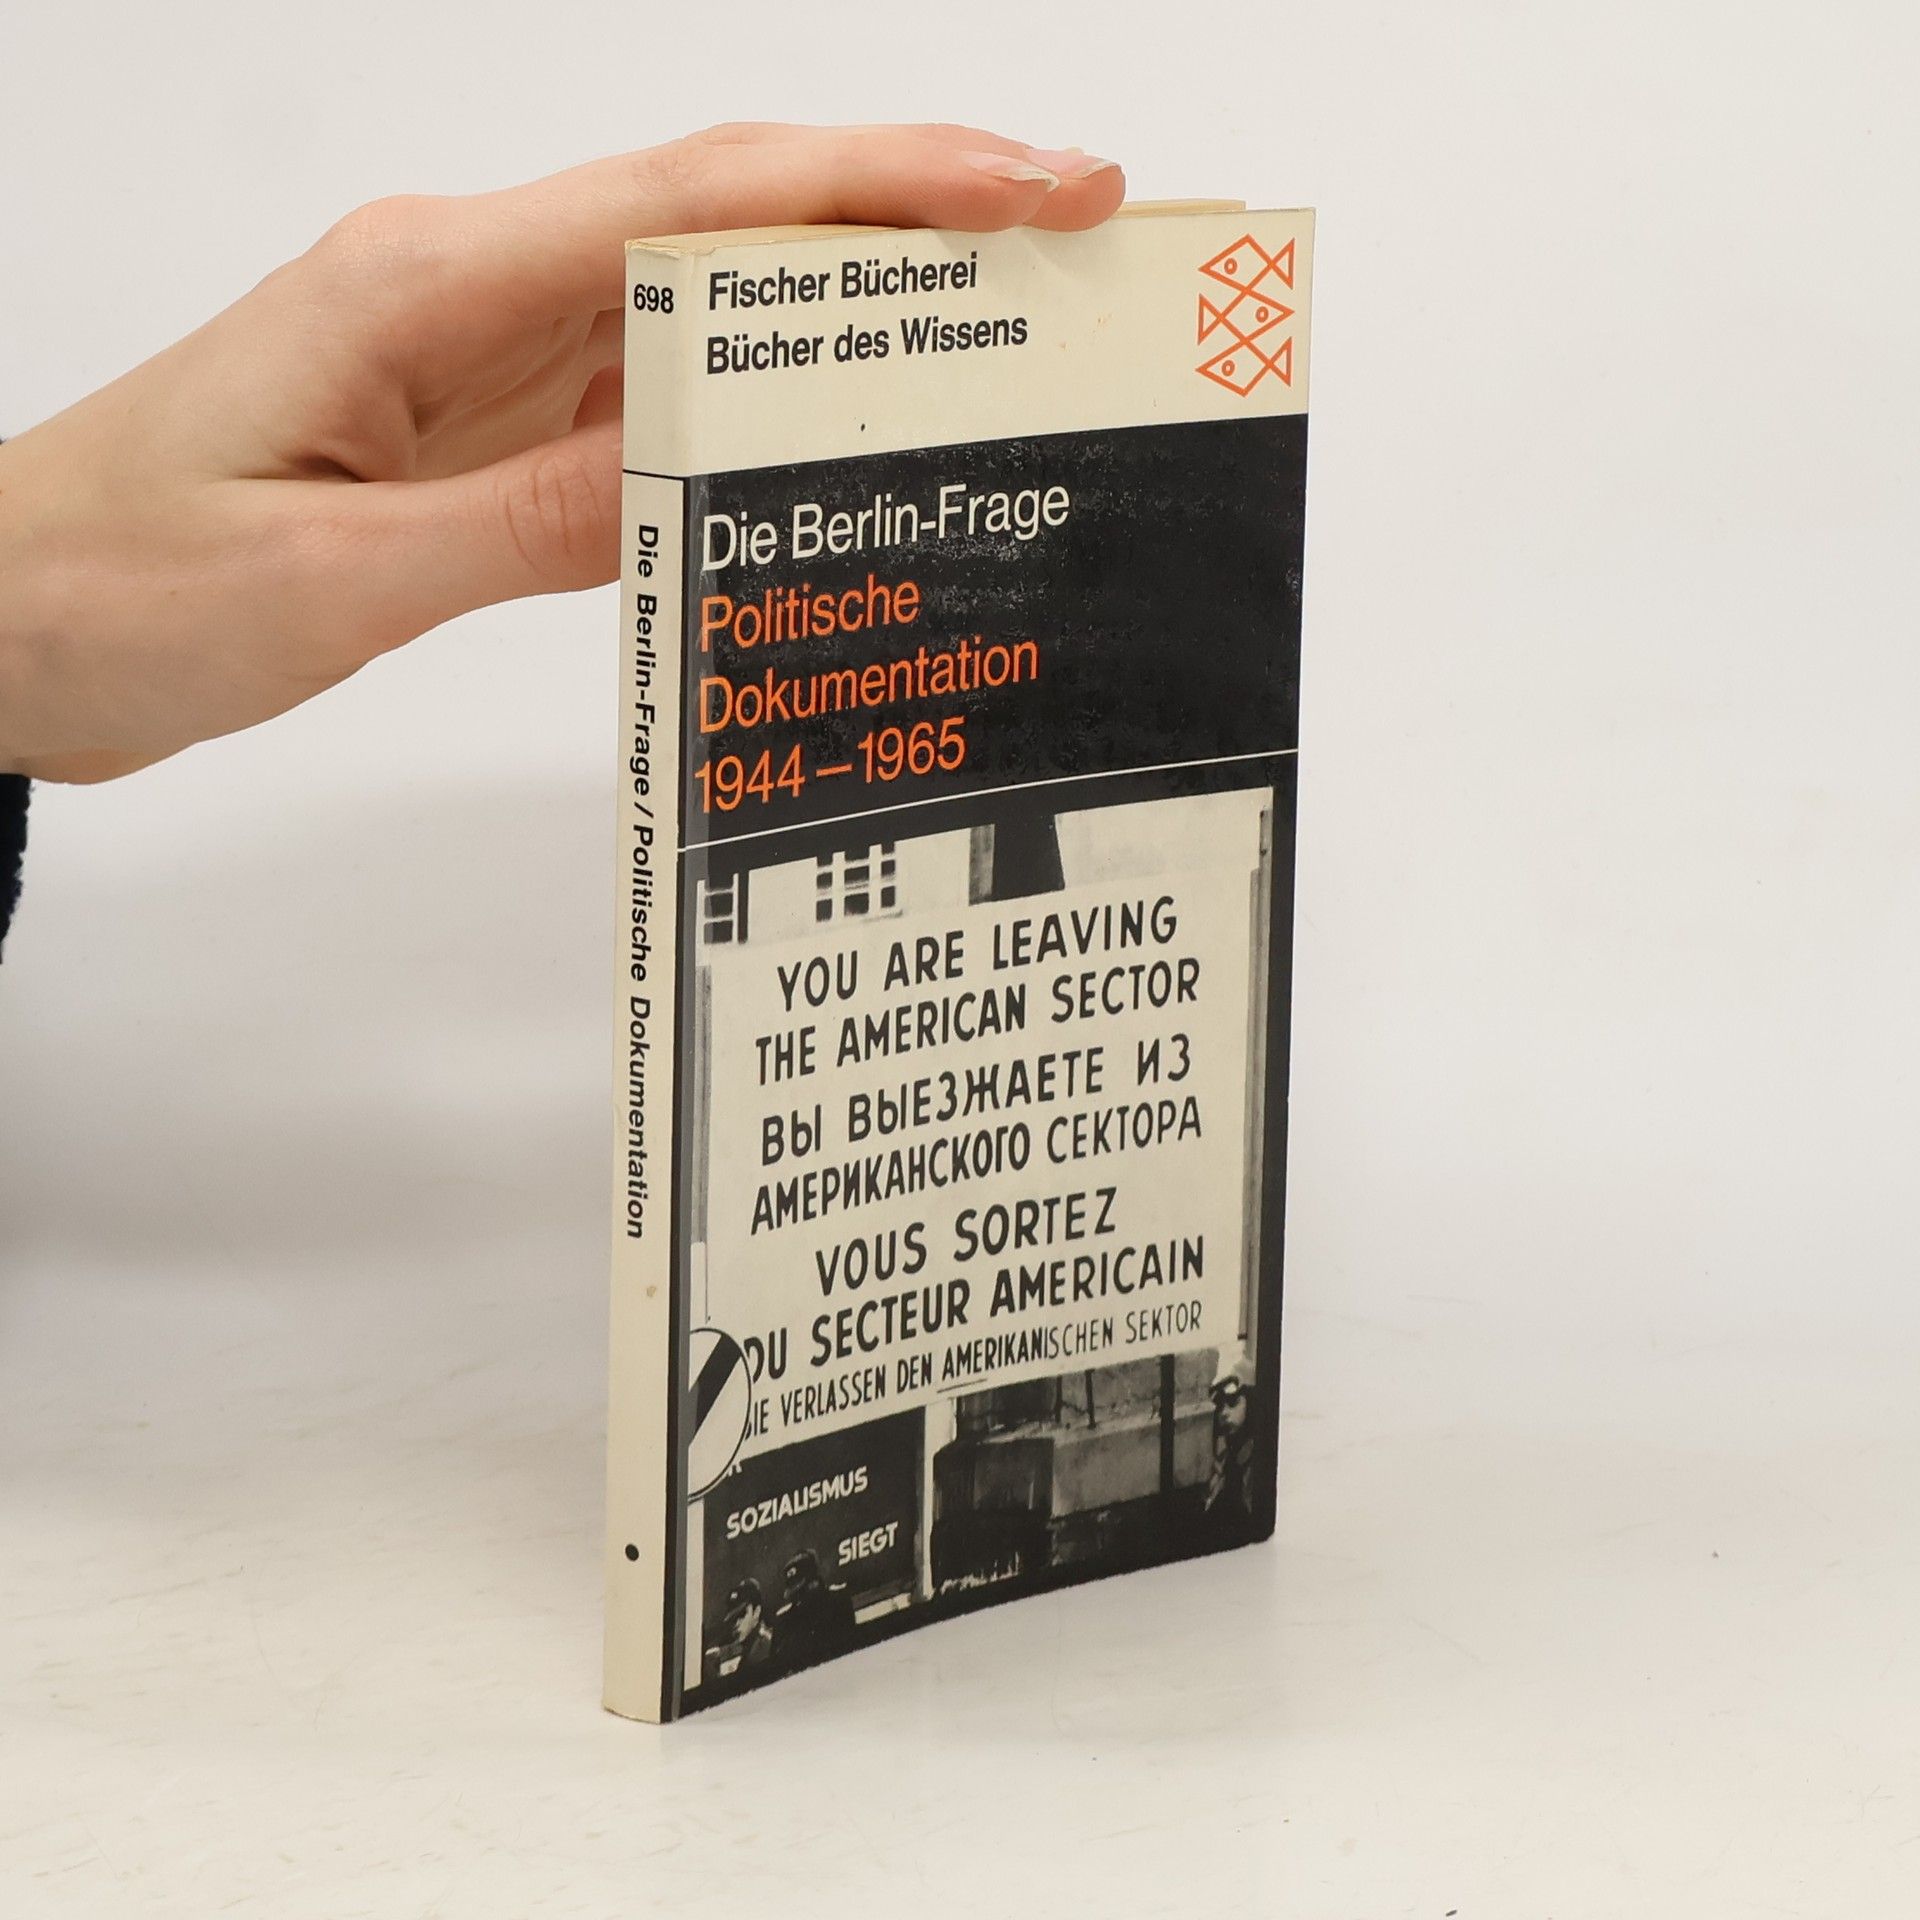 698
Die Berlin-Frage / Politische Dokumentation
Fischer Bücherei
Bücher des Wissens
Die Berlin-Frage
Politische
Dokumentation
1944–1965
YOU ARE LEAVING
THE AMERICAN SECTOR
ВЫ ВЫЕЗЖАЕТЕ ИЗ
АМЕРИКАНСКОГО СЕКТОРА
VOUS SORTEZ
DU SECTEUR AMERICAIN
SIE VERLASSEN DEN AMERIKANISCHEN SEKTOR
SOZIALISMUS
SIEGT